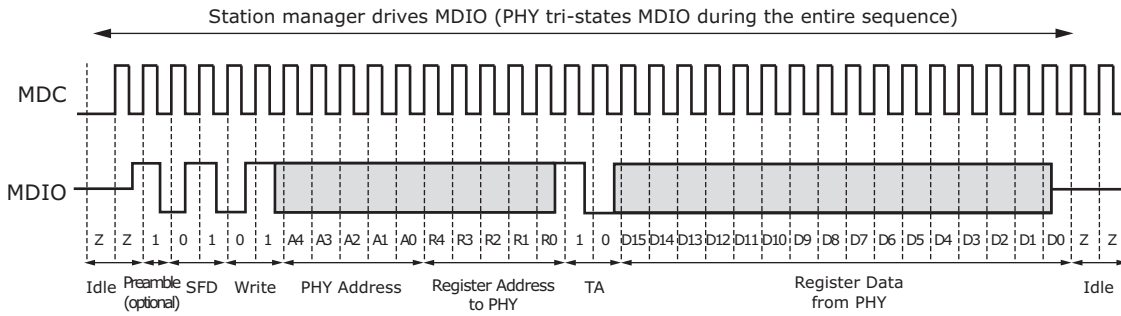 Station manager drives MDIO (PHY tri-states MDIO during the entire sequence)
MDC
MDIO
Z Z 1 0 1 0 1 A4 A3 A2 A1 A0 R4 R3 R2 R1 R0 1 0 D15 D14 D13 D12 D11 D10 D9 D8 D7 D6 D5 D4 D3 D2 D1 D0 Z Z
Idle Preamble SFD Write PHY Address Register Address TA Register Data Idle
(optional) to PHY from PHY